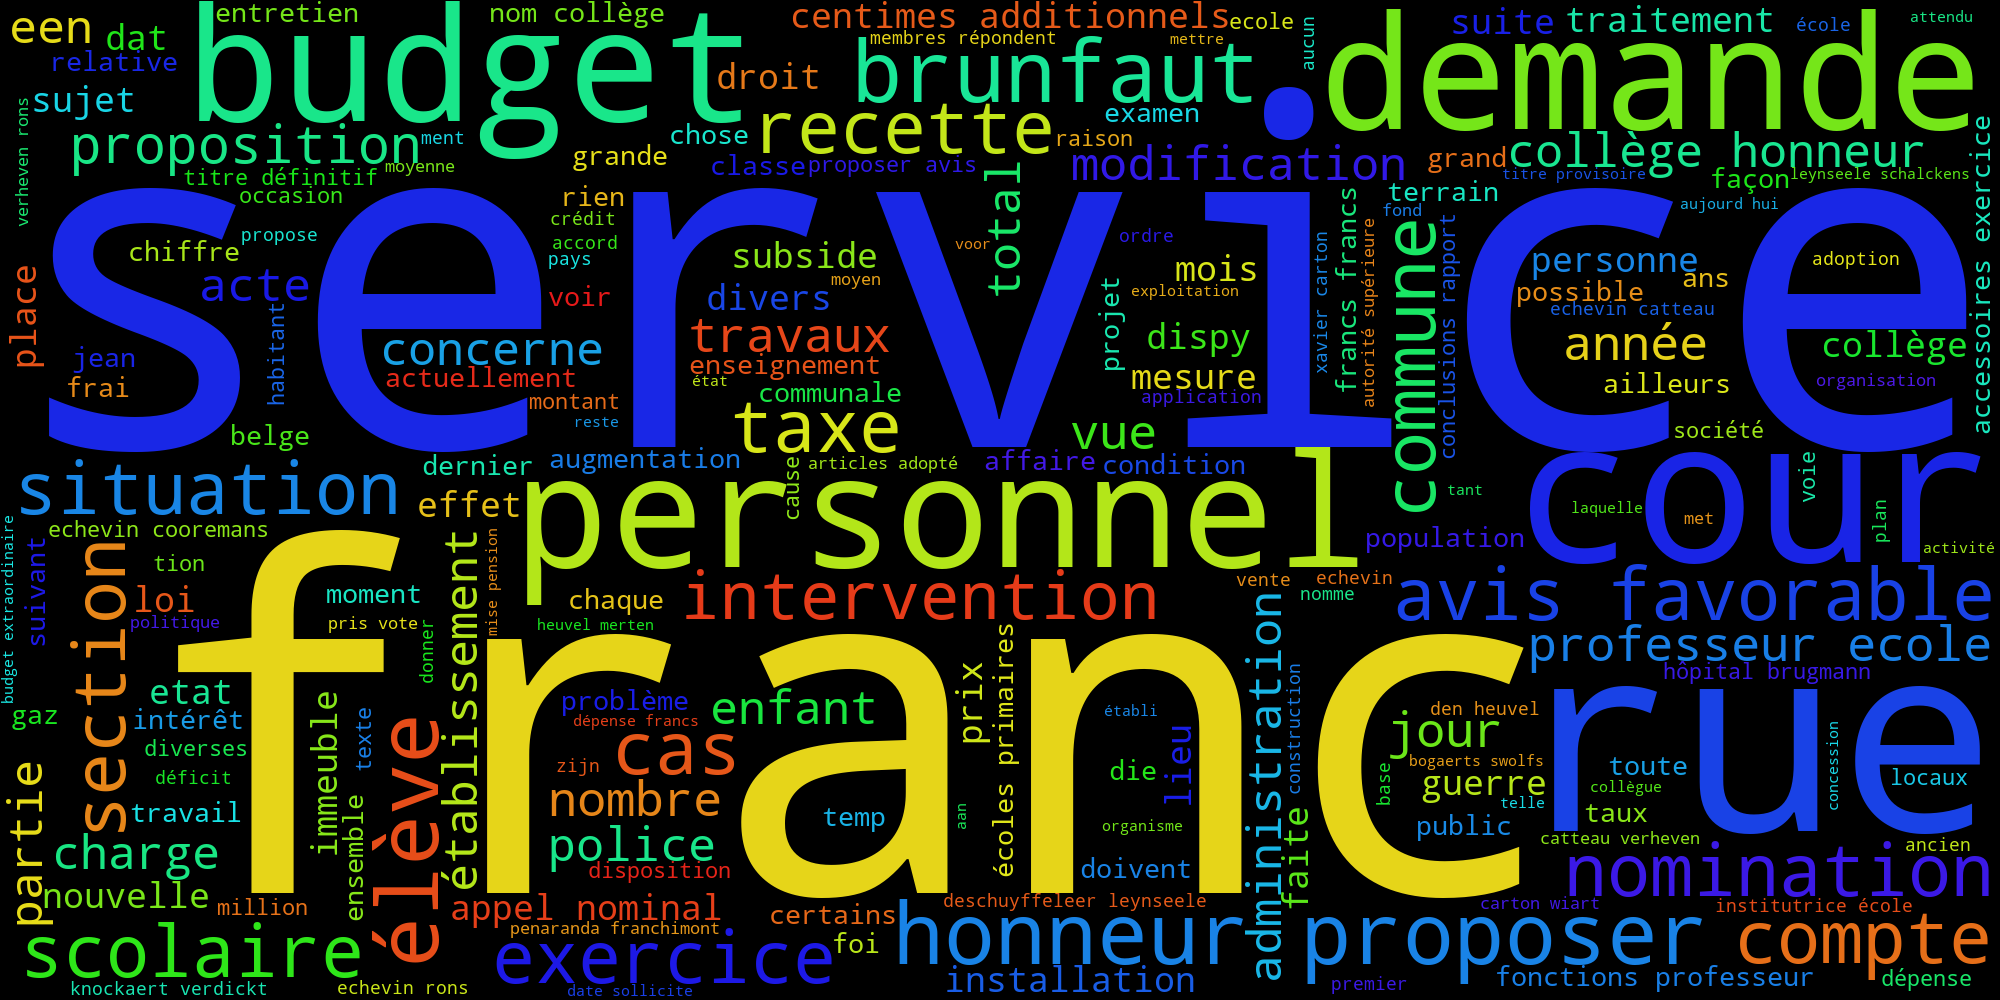 een
dat
relative
sujet
entretien
budget
nom collège
centimes additionnels
membres répondent
ecole
mettre
aucun
suite
traitement
école
attendu
droit
brunfaut
demande
verheven rons
proposition
ment
moyenne
titre définitif
occasion
chose
grande
recette
examen
raison
classe
proposer avis
modification
grand
collège honneur
titre provisoire
façon
leynseele schalckens
accessoires exercice
rien
crédit
accord
pays
terrain
fond
aujourd hui
service
chiffre
propose
acte
place
jean
frai
habitant
belge
voir
concerne
actuellement
montant
reste
subside
moyen
divers
travaux
enseignement
état
communale
taxe
total
voor
ordre
mois
exploitation
projet
dispy
mesure
application
vue
xavier carton
francs francs
autorité supérieure
commune
conclusions rapport
personne
possible
ans
echevin catteau
adoption
année
ailleurs
collège
organisation
société
situation
dernier
effet
augmentation
cause
articles adopté
affaire
condition
personnel
tant
cour
laquelle
met
voie
plan
activité
population
echevin cooremans
budget extraordinaire
suivant
tion
section
loi
politique
moment
pris vote
donner
établissement
mise pension
chaque
heuvel merten
intervention
vente
echevin
nomme
avis favorable
professeur ecole
hôpital brugmann
franc
rue
etat
gaz
intérêt
diverses
déficit
travail
partie
charge
nouvelle
million
immeuble
texte
ensemble
élève
problème
dépense francs
cas
zijn
nombre
police
disposition
enfant
prix
écoles primaires
temp
aan
établi
die
lieu
organisme
doivent
administration
construction
faite
den heuvel
jour
bogaerts swolfs
base
guerre
telle
public
toute
collègue
taux
catteau verheven
concession
locaux
ancien
nomination
scolaire
knockaert verdickt
echevin rons
appel nominal
penaranda franchimont
exercice
date sollicite
certains
foi
deschuyffeleer leynseele
honneur
installation
proposer
premier
carton wiart
institutrice école
compte
fonctions professeur
dépense